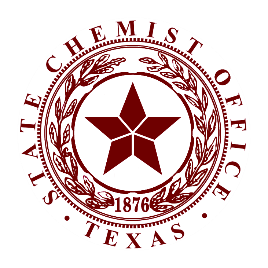 STATE CHEMIST OFFICE
1876
· TEXAS ·